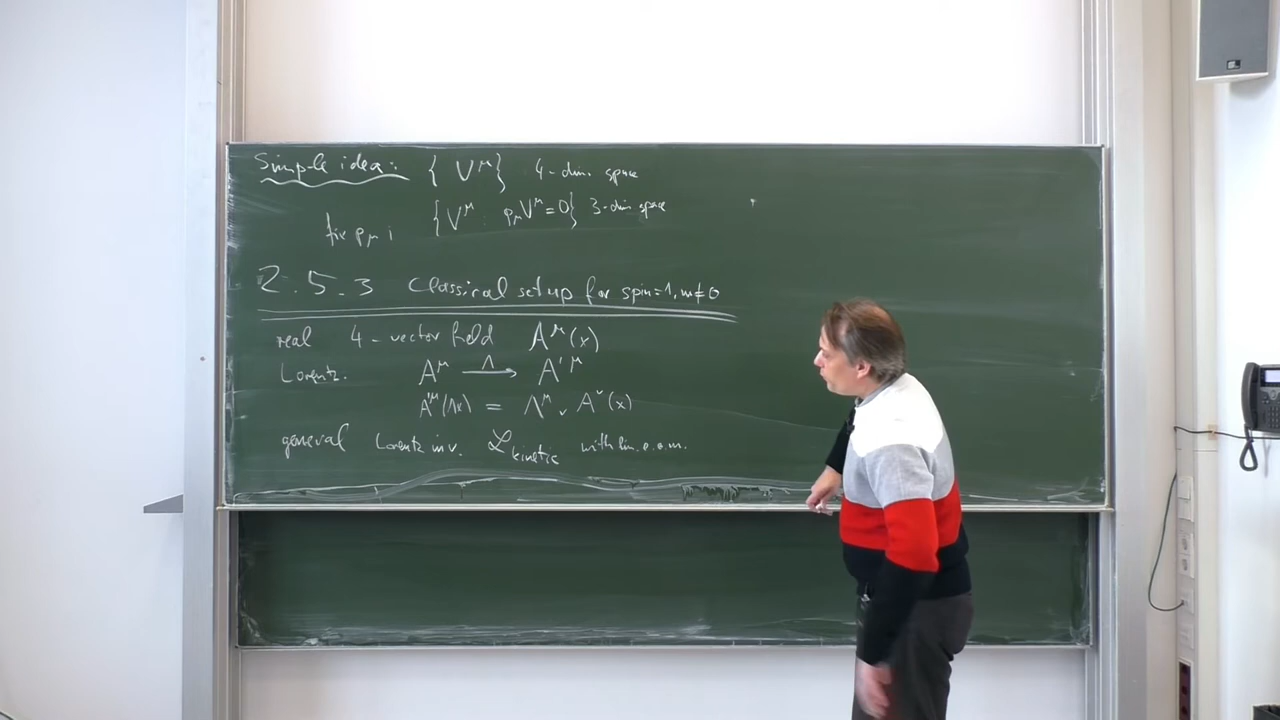 Simple idea: { V^μ } 4-dim space
fix p_μ: { V^μ : p_μ V^μ = 0 } 3-dim space
2.5.3 Classical setup for spin=1, m≠0
real 4-vector field A^μ(x)
Lorentz: A^μ —Λ→ A'^μ
A'^μ(Λx) = Λ^μ_ν A^ν(x)
general Lorentz inv. ℒ_kinetic with lin. e.o.m.